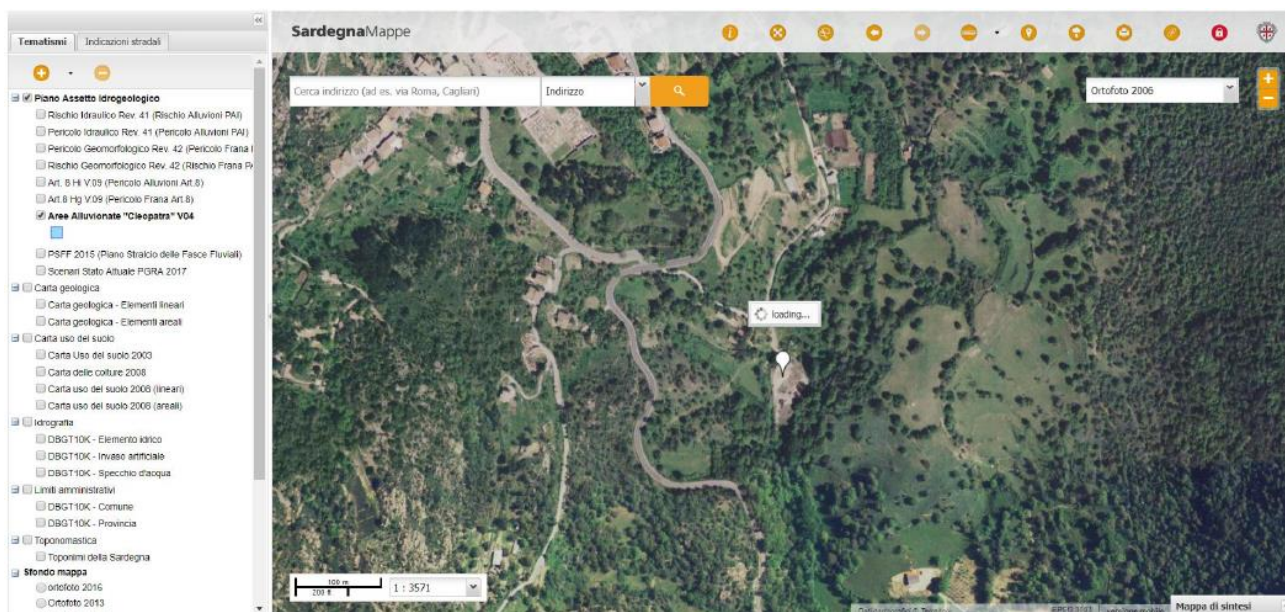 SardegnaMappe
Tematismi
Indicazioni stradali
Piano Assetto Idrogeologico
Rischio Idraulico Rev. 41 (Rischio Alluvioni PAI)
Pericolo Idraulico Rev. 41 (Pericolo Alluvioni PAI)
Pericolo Geomorfologico Rev. 42 (Pericolo Frana
Rischio Geomorfologico Rev. 42 (Rischio Frana
Art. 8 Hi V.09 (Pericolo Alluvioni Art.8)
Art.8 Hg V.09 (Pericolo Frana Art.8)
Aree Alluvionate "Cleopatra" V04
PSFF 2015 (Piano Stralcio delle Fasce Fluviali)
Scenari Stato Attuale PGRA 2017
Carta geologica
Carta geologica - Elementi lineari
Carta geologica - Elementi areali
Carta uso del suolo
Carta Uso del suolo 2003
Carta delle colture 2008
Carta uso del suolo 2008 (lineari)
Carta uso del suolo 2008 (areali)
Idrografia
DBGT10K - Elemento idrico
DBGT10K - Invaso artificiale
DBGT10K - Specchio d'acqua
Limiti amministrativi
DBGT10K - Comune
DBGT10K - Provincia
Toponomastica
Toponimi della Sardegna
Sfondo mappa
ortofoto 2016
Ortofoto 2013
Cerca indirizzo (ad es. via Roma, Cagliari)
Indirizzo
Ortofoto 2006
loading...
100 m
200 ft
1 : 3571
Mappa di sintesi